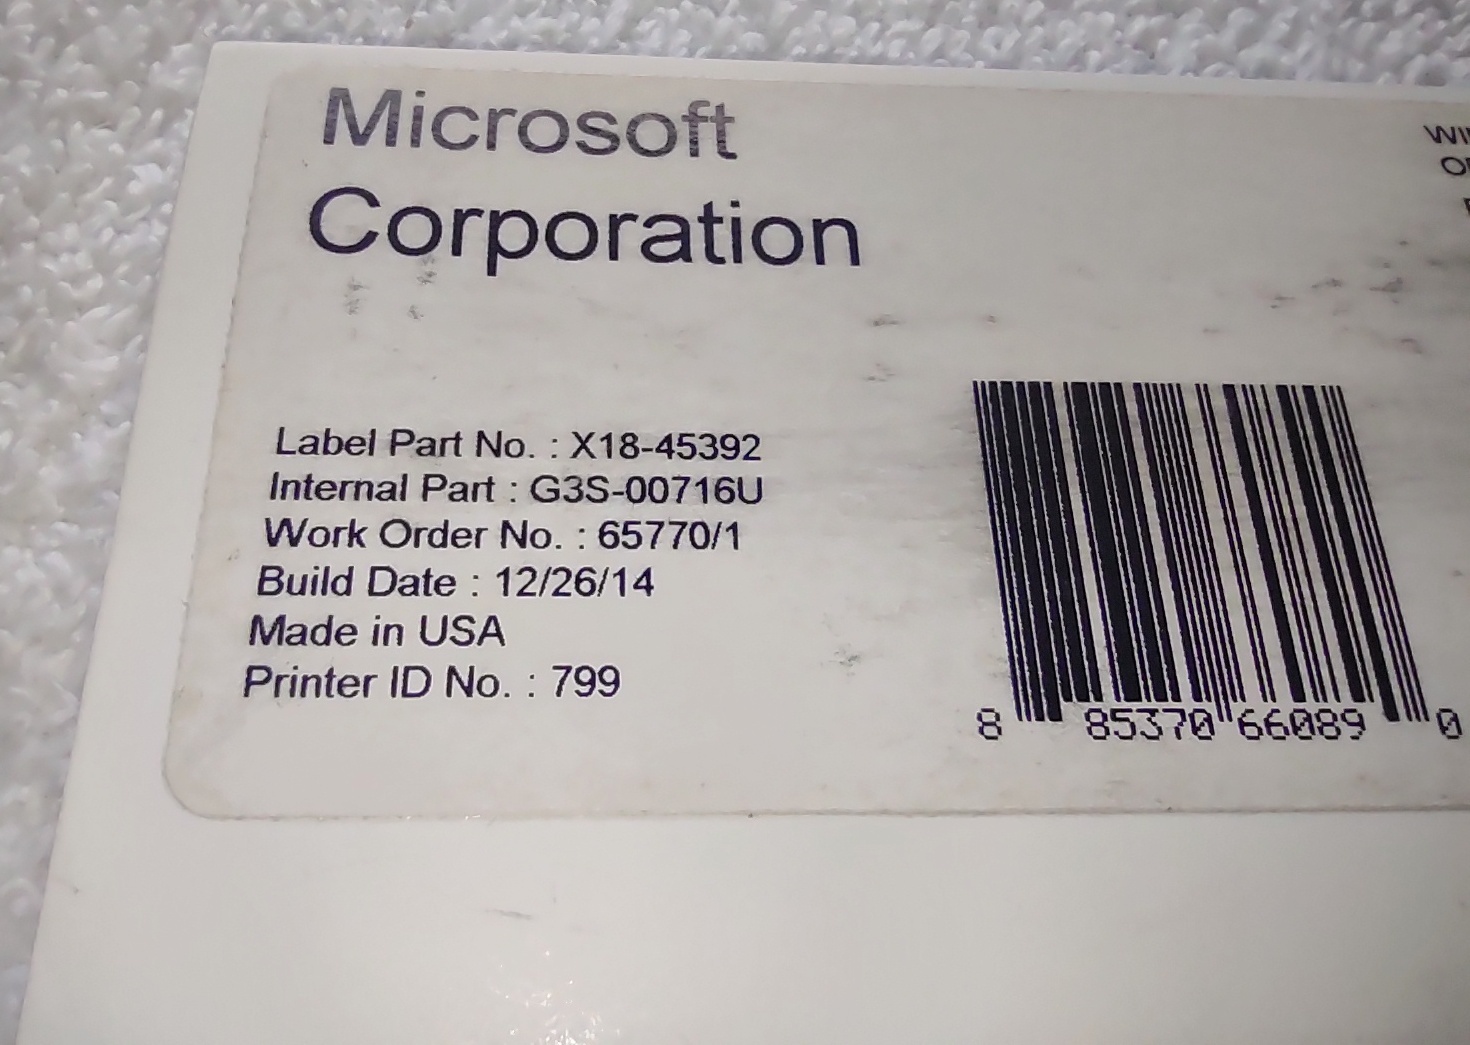 Microsoft
Corporation
Label Part No. : X18-45392
Internal Part : G3S-00716U
Work Order No. : 65770/1
Build Date : 12/26/14
Made in USA
Printer ID No. : 799
8 85370 66089 0